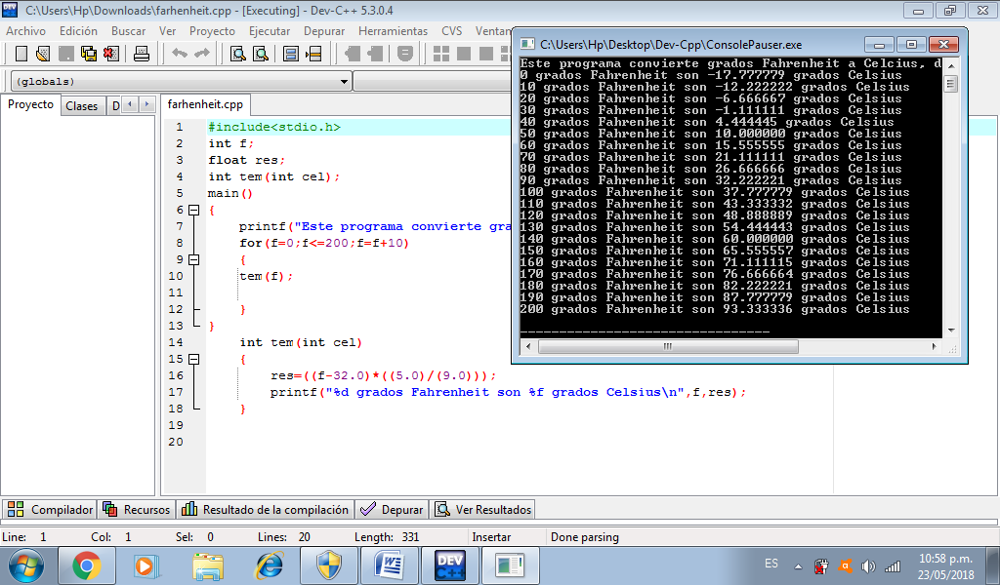 C:\Users\Hp\Downloads\farhenheit.cpp - [Executing] - Dev-C++ 5.3.0.4
Archivo Edición Buscar Ver Proyecto Ejecutar Depurar Herramientas CVS Ventan
(globals)
Proyecto Clases D
farhenheit.cpp
1 #include<stdio.h>
2 int f;
3 float res;
4 int tem(int cel);
5 main()
6 {
7 printf("Este programa convierte gra
8 for(f=0;f<=200;f=f+10)
9 {
10 tem(f);
11
12 }
13 }
14 int tem(int cel)
15 {
16 res=((f-32.0)*((5.0)/(9.0)));
17 printf("%d grados Fahrenheit son %f grados Celsius\n",f,res);
18 }
19
20
C:\Users\Hp\Desktop\Dev-Cpp\ConsolePauser.exe
Este programa convierte grados Fahrenheit a Celcius, d
0 grados Fahrenheit son -17.777779 grados Celsius
10 grados Fahrenheit son -12.222222 grados Celsius
20 grados Fahrenheit son -6.666667 grados Celsius
30 grados Fahrenheit son -1.111111 grados Celsius
40 grados Fahrenheit son 4.444445 grados Celsius
50 grados Fahrenheit son 10.000000 grados Celsius
60 grados Fahrenheit son 15.555555 grados Celsius
70 grados Fahrenheit son 21.111111 grados Celsius
80 grados Fahrenheit son 26.666666 grados Celsius
90 grados Fahrenheit son 32.222221 grados Celsius
100 grados Fahrenheit son 37.777779 grados Celsius
110 grados Fahrenheit son 43.333332 grados Celsius
120 grados Fahrenheit son 48.888889 grados Celsius
130 grados Fahrenheit son 54.444443 grados Celsius
140 grados Fahrenheit son 60.000000 grados Celsius
150 grados Fahrenheit son 65.555557 grados Celsius
160 grados Fahrenheit son 71.111115 grados Celsius
170 grados Fahrenheit son 76.666664 grados Celsius
180 grados Fahrenheit son 82.222221 grados Celsius
190 grados Fahrenheit son 87.777779 grados Celsius
200 grados Fahrenheit son 93.333336 grados Celsius
--------------------------------
Compilador Recursos Resultado de la compilación Depurar Ver Resultados
Line: 1 Col: 1 Sel: 0 Lines: 20 Length: 331 Insertar Done parsing
DEV C++
ES
10:58 p.m.
23/05/2018